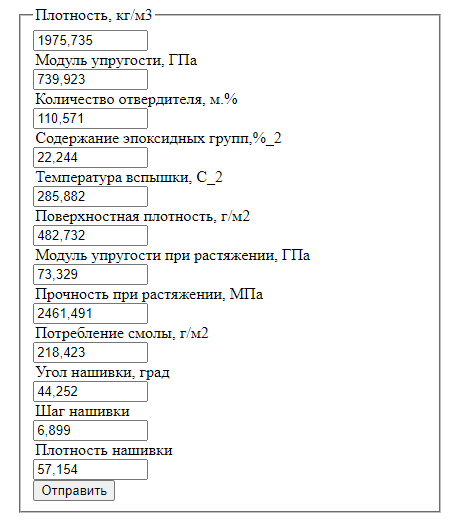 Плотность, кг/м3
1975,735
Модуль упругости, ГПа
739,923
Количество отвердителя, м.%
110,571
Содержание эпоксидных групп,%_2
22,244
Температура вспышки, С_2
285,882
Поверхностная плотность, г/м2
482,732
Модуль упругости при растяжении, ГПа
73,329
Прочность при растяжении, МПа
2461,491
Потребление смолы, г/м2
218,423
Угол нашивки, град
44,252
Шаг нашивки
6,899
Плотность нашивки
57,154
Отправить